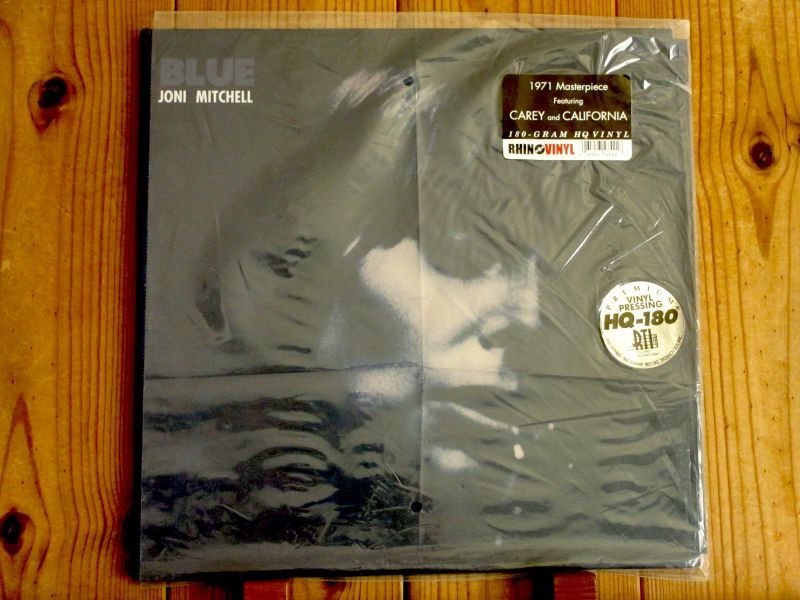 BLUE
JONI MITCHELL
1971 Masterpiece
Featuring
CAREY and CALIFORNIA
180-GRAM HQ VINYL
RHINO VINYL
PREMIUM
VINYL
PRESSING
HQ-180
RTI